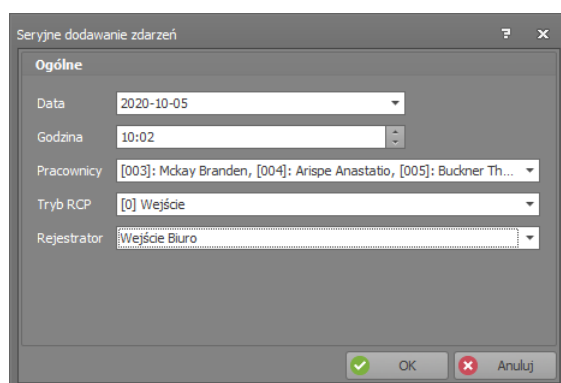 Seryjne dodawanie zdarzeń
Ogólne
Data 2020-10-05
Godzina 10:02
Pracownicy [003]: Mckay Branden, [004]: Arispe Anastatio, [005]: Buckner Th...
Tryb RCP [0] Wejście
Rejestrator Wejście Biuro
OK Anuluj